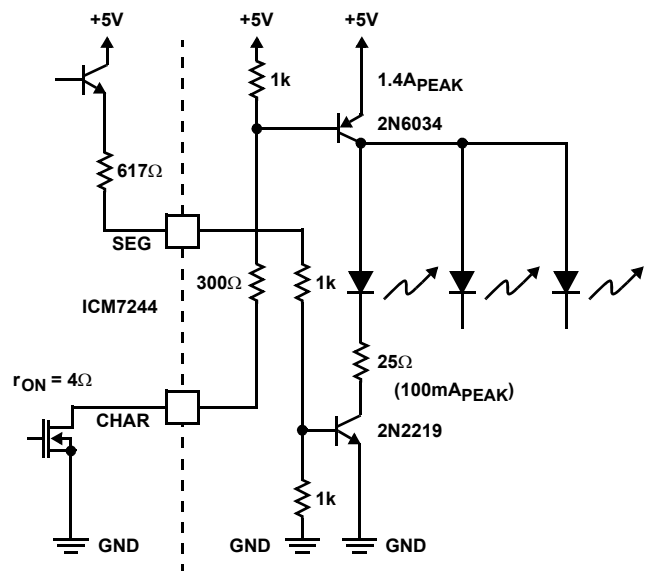 +5V
+5V
+5V
1k
1.4APEAK
2N6034
617Ω
SEG
300Ω
1k
ICM7244
25Ω
(100mAPEAK)
rON = 4Ω
CHAR
2N2219
1k
GND
GND
GND